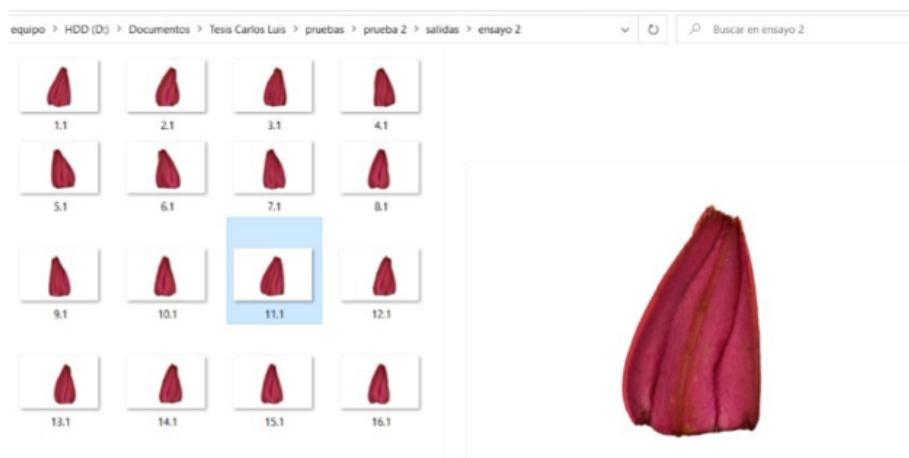 equipo > HDD (D:) > Documentos > Tesis Carlos Luis > pruebas > prueba 2 > salidas > ensayo 2
Buscar en ensayo 2
1.1 2.1 3.1 4.1
5.1 6.1 7.1 8.1
9.1 10.1 11.1 12.1
13.1 14.1 15.1 16.1